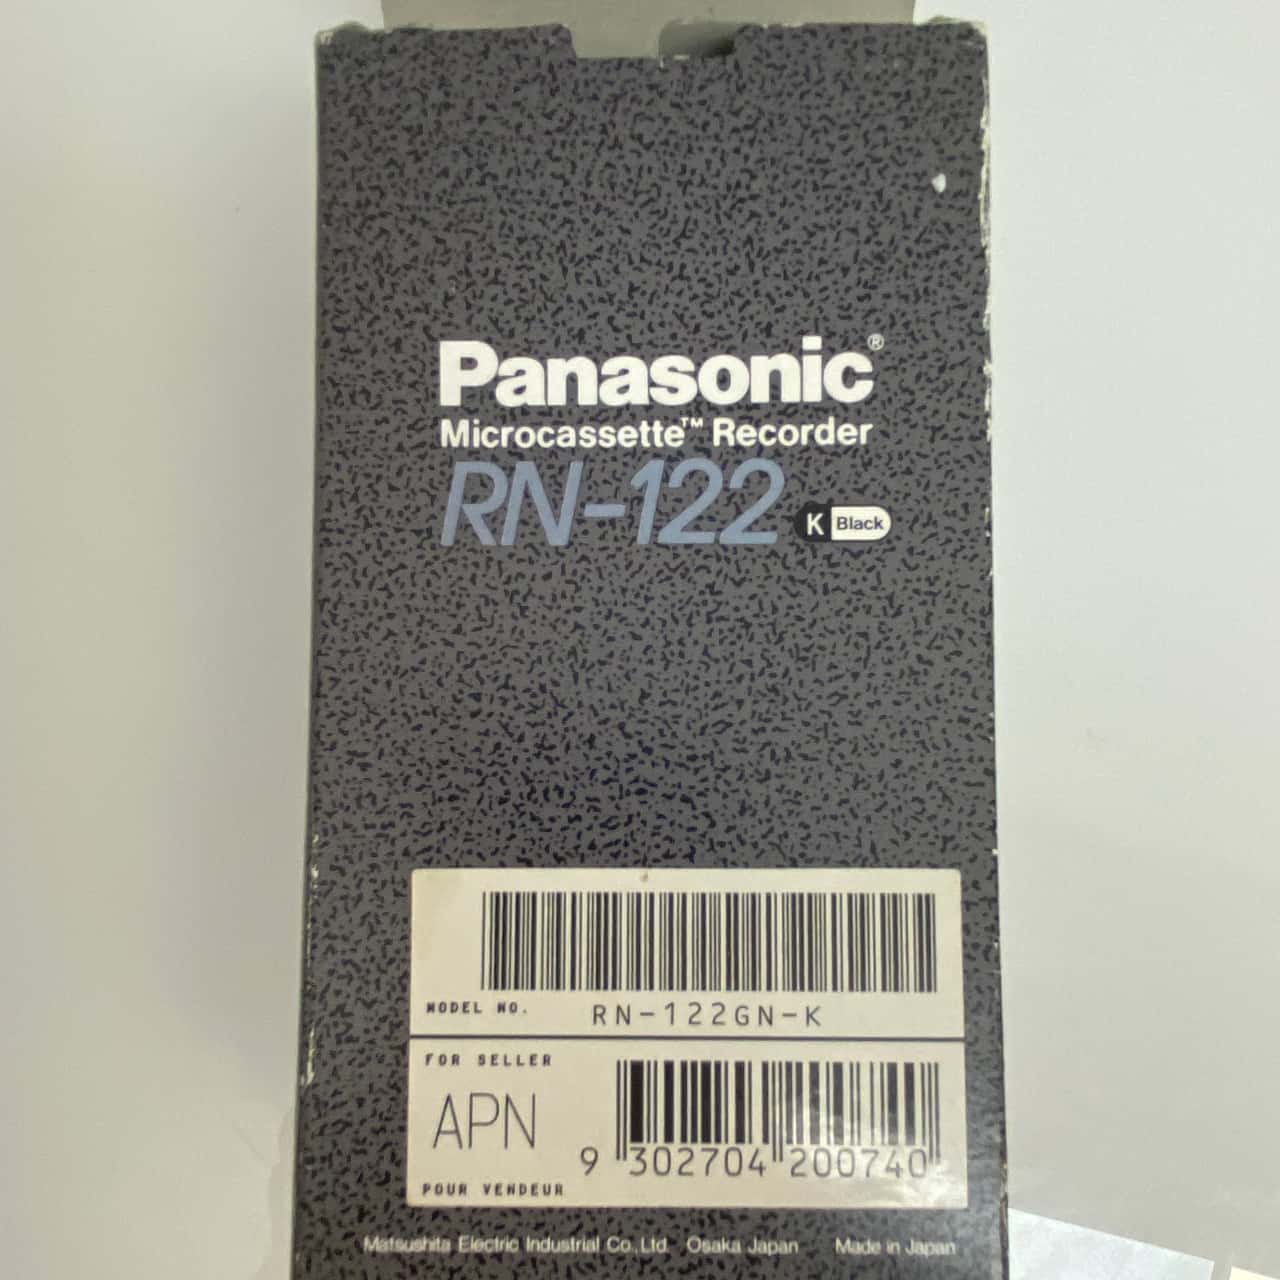 Panasonic®
Microcassette™ Recorder
RN-122 K Black
MODEL NO. RN-122GN-K
FOR SELLER
APN
9 302704 200740
POUR VENDEUR
Matsushita Electric Industrial Co., Ltd. Osaka Japan Made in Japan